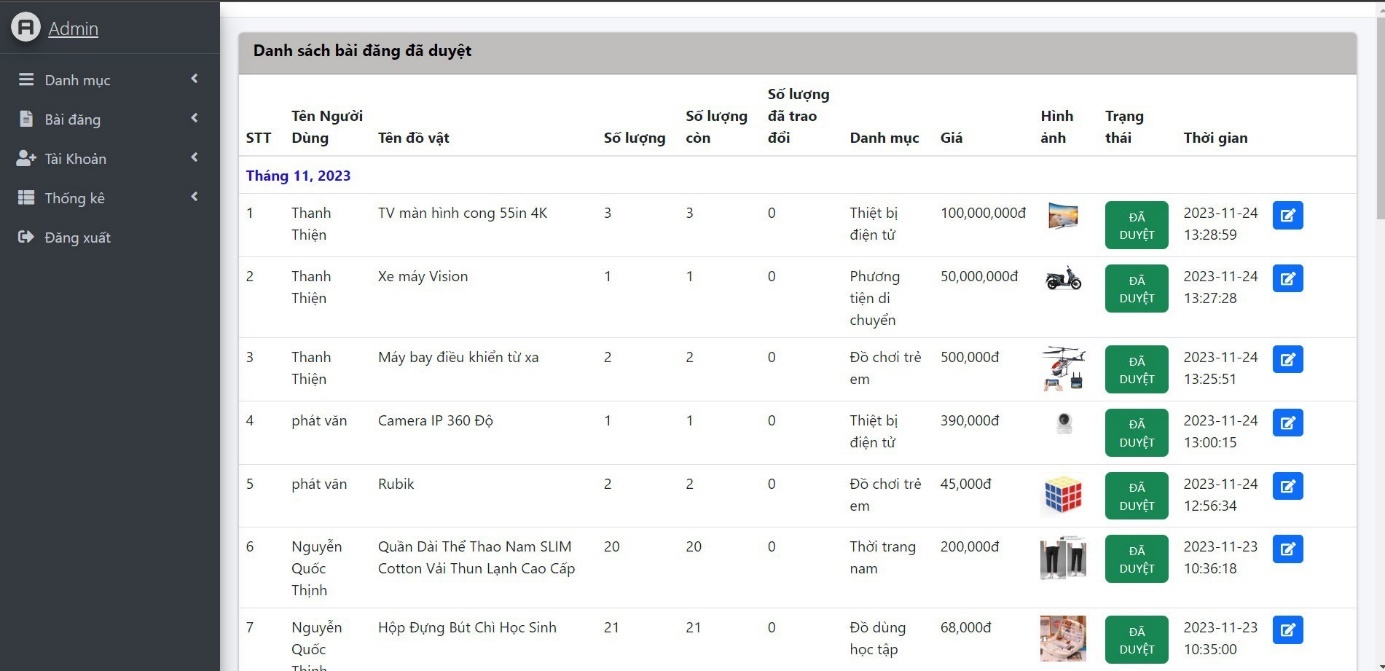 Admin
Danh mục
Bài đăng
Tài Khoản
Thống kê
Đăng xuất
Danh sách bài đăng đã duyệt
STT Tên Người Dùng Tên đồ vật Số lượng Số lượng còn Số lượng đã trao đổi Danh mục Giá Hình ảnh Trạng thái Thời gian
Tháng 11, 2023
1 Thanh Thiện TV màn hình cong 55in 4K 3 3 0 Thiệt bị điện tử 100,000,000đ ĐÃ DUYỆT 2023-11-24 13:28:59
2 Thanh Thiện Xe máy Vision 1 1 0 Phương tiện di chuyển 50,000,000đ ĐÃ DUYỆT 2023-11-24 13:27:28
3 Thanh Thiện Máy bay điều khiển từ xa 2 2 0 Đồ chơi trẻ em 500,000đ ĐÃ DUYỆT 2023-11-24 13:25:51
4 phát văn Camera IP 360 Độ 1 1 0 Thiệt bị điện tử 390,000đ ĐÃ DUYỆT 2023-11-24 13:00:15
5 phát văn Rubik 2 2 0 Đồ chơi trẻ em 45,000đ ĐÃ DUYỆT 2023-11-24 12:56:34
6 Nguyễn Quốc Thịnh Quần Dài Thể Thao Nam SLIM Cotton Vải Thun Lạnh Cao Cấp 20 20 0 Thời trang nam 200,000đ ĐÃ DUYỆT 2023-11-23 10:36:18
7 Nguyễn Quốc Thịnh Hộp Đựng Bút Chì Học Sinh 21 21 0 Đồ dùng học tập 68,000đ ĐÃ DUYỆT 2023-11-23 10:35:00